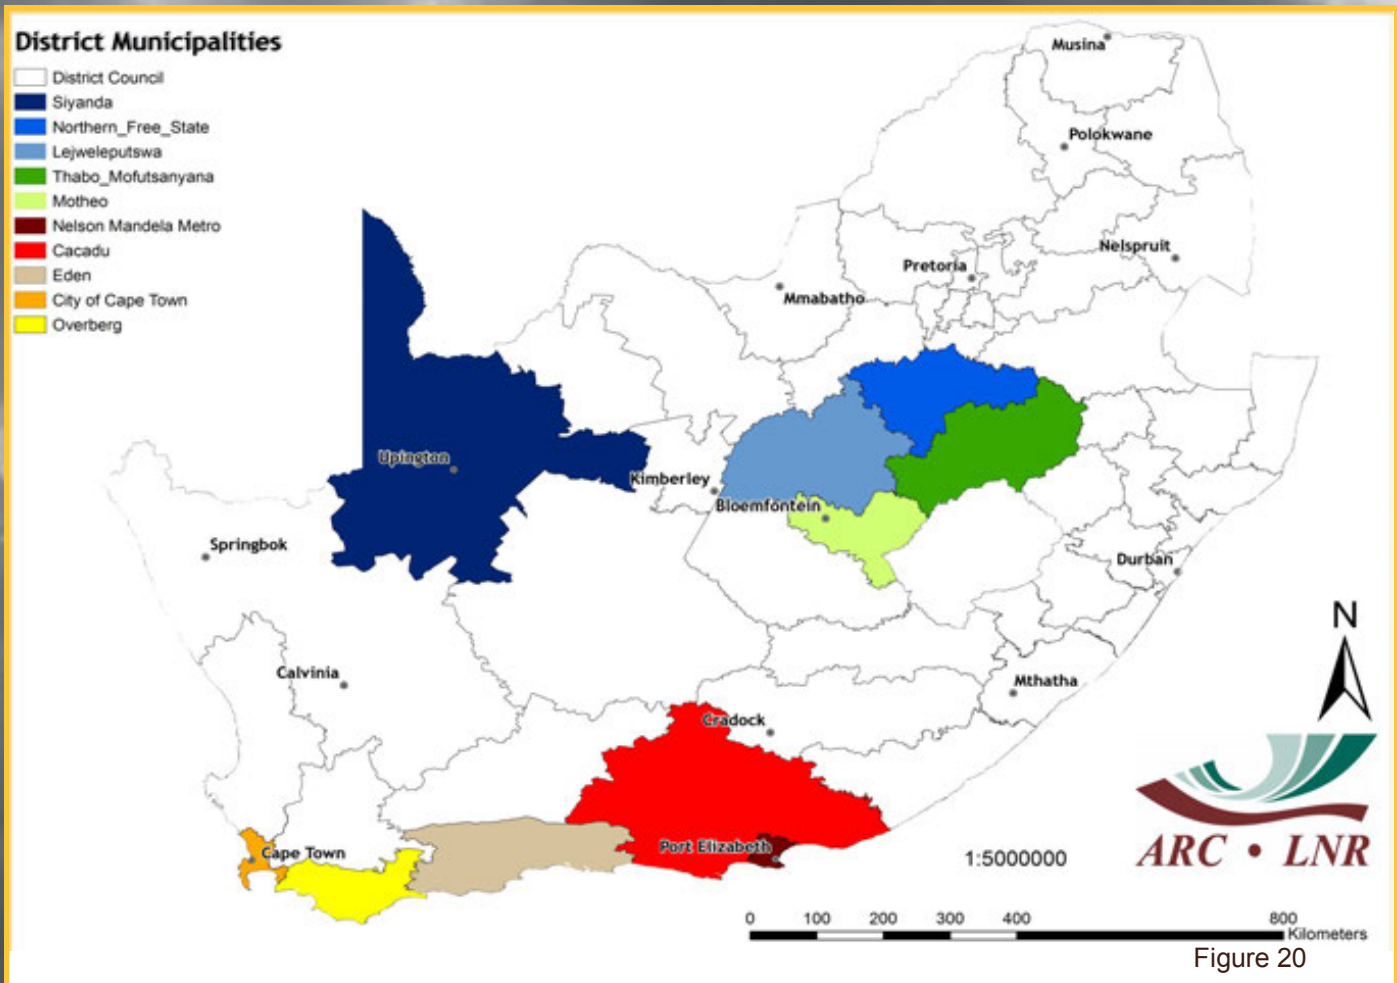 District Municipalities
District Council
Siyanda
Northern_Free_State
Lejweleputswa
Thabo_Mofutsanyana
Motheo
Nelson Mandela Metro
Cacadu
Eden
City of Cape Town
Overberg
Musina
Polokwane
Nelspruit
Pretoria
Mmabatho
Upington
Kimberley
Bloemfontein
Springbok
Durban
Calvinia
Mthatha
Cradock
Port Elizabeth
Cape Town
N
ARC • LNR
1:5000000
0 100 200 300 400 800
Kilometers
Figure 20